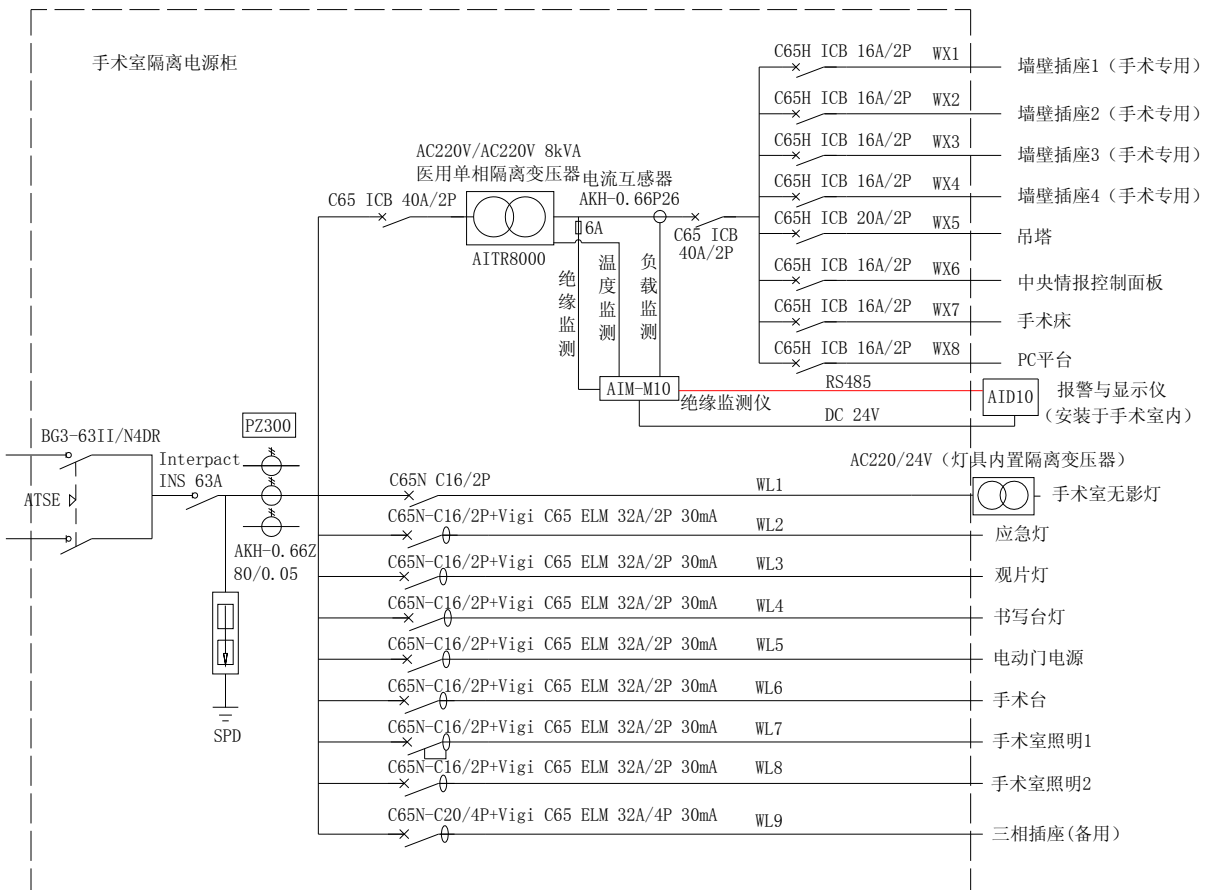 手术室隔离电源柜
C65H ICB 16A/2P WX1 墙壁插座1（手术专用）
C65H ICB 16A/2P WX2 墙壁插座2（手术专用）
C65H ICB 16A/2P WX3 墙壁插座3（手术专用）
C65H ICB 16A/2P WX4 墙壁插座4（手术专用）
C65H ICB 20A/2P WX5 吊塔
C65H ICB 16A/2P WX6 中央情报控制面板
C65H ICB 16A/2P WX7 手术床
C65H ICB 16A/2P WX8 PC平台
AC220V/AC220V 8kVA
医用单相隔离变压器
电流互感器
AKH-0.66P26
C65 ICB 40A/2P
AITR8000
6A
C65 ICB
40A/2P
绝缘监测
温度监测
负载监测
AIM-M10
绝缘监测仪
RS485
DC 24V
AID10
报警与显示仪
（安装于手术室内）
BG3-63II/N4DR
ATSE
Interpact
INS 63A
PZ300
AKH-0.66Z
80/0.05
SPD
AC220/24V（灯具内置隔离变压器）
C65N C16/2P WL1 手术室无影灯
C65N-C16/2P+Vigi C65 ELM 32A/2P 30mA WL2 应急灯
C65N-C16/2P+Vigi C65 ELM 32A/2P 30mA WL3 观片灯
C65N-C16/2P+Vigi C65 ELM 32A/2P 30mA WL4 书写台灯
C65N-C16/2P+Vigi C65 ELM 32A/2P 30mA WL5 电动门电源
C65N-C16/2P+Vigi C65 ELM 32A/2P 30mA WL6 手术台
C65N-C16/2P+Vigi C65 ELM 32A/2P 30mA WL7 手术室照明1
C65N-C16/2P+Vigi C65 ELM 32A/2P 30mA WL8 手术室照明2
C65N-C20/4P+Vigi C65 ELM 32A/4P 30mA WL9 三相插座(备用）